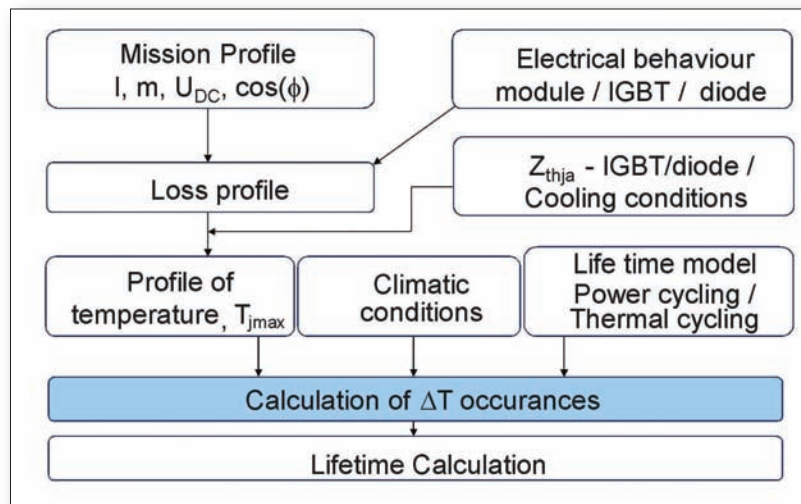 Mission Profile
I, m, U_DC, cos(ϕ)
Electrical behaviour
module / IGBT / diode
Loss profile
Z_thja - IGBT/diode /
Cooling conditions
Profile of
temperature, T_jmax
Climatic
conditions
Life time model
Power cycling /
Thermal cycling
Calculation of ΔT occurances
Lifetime Calculation